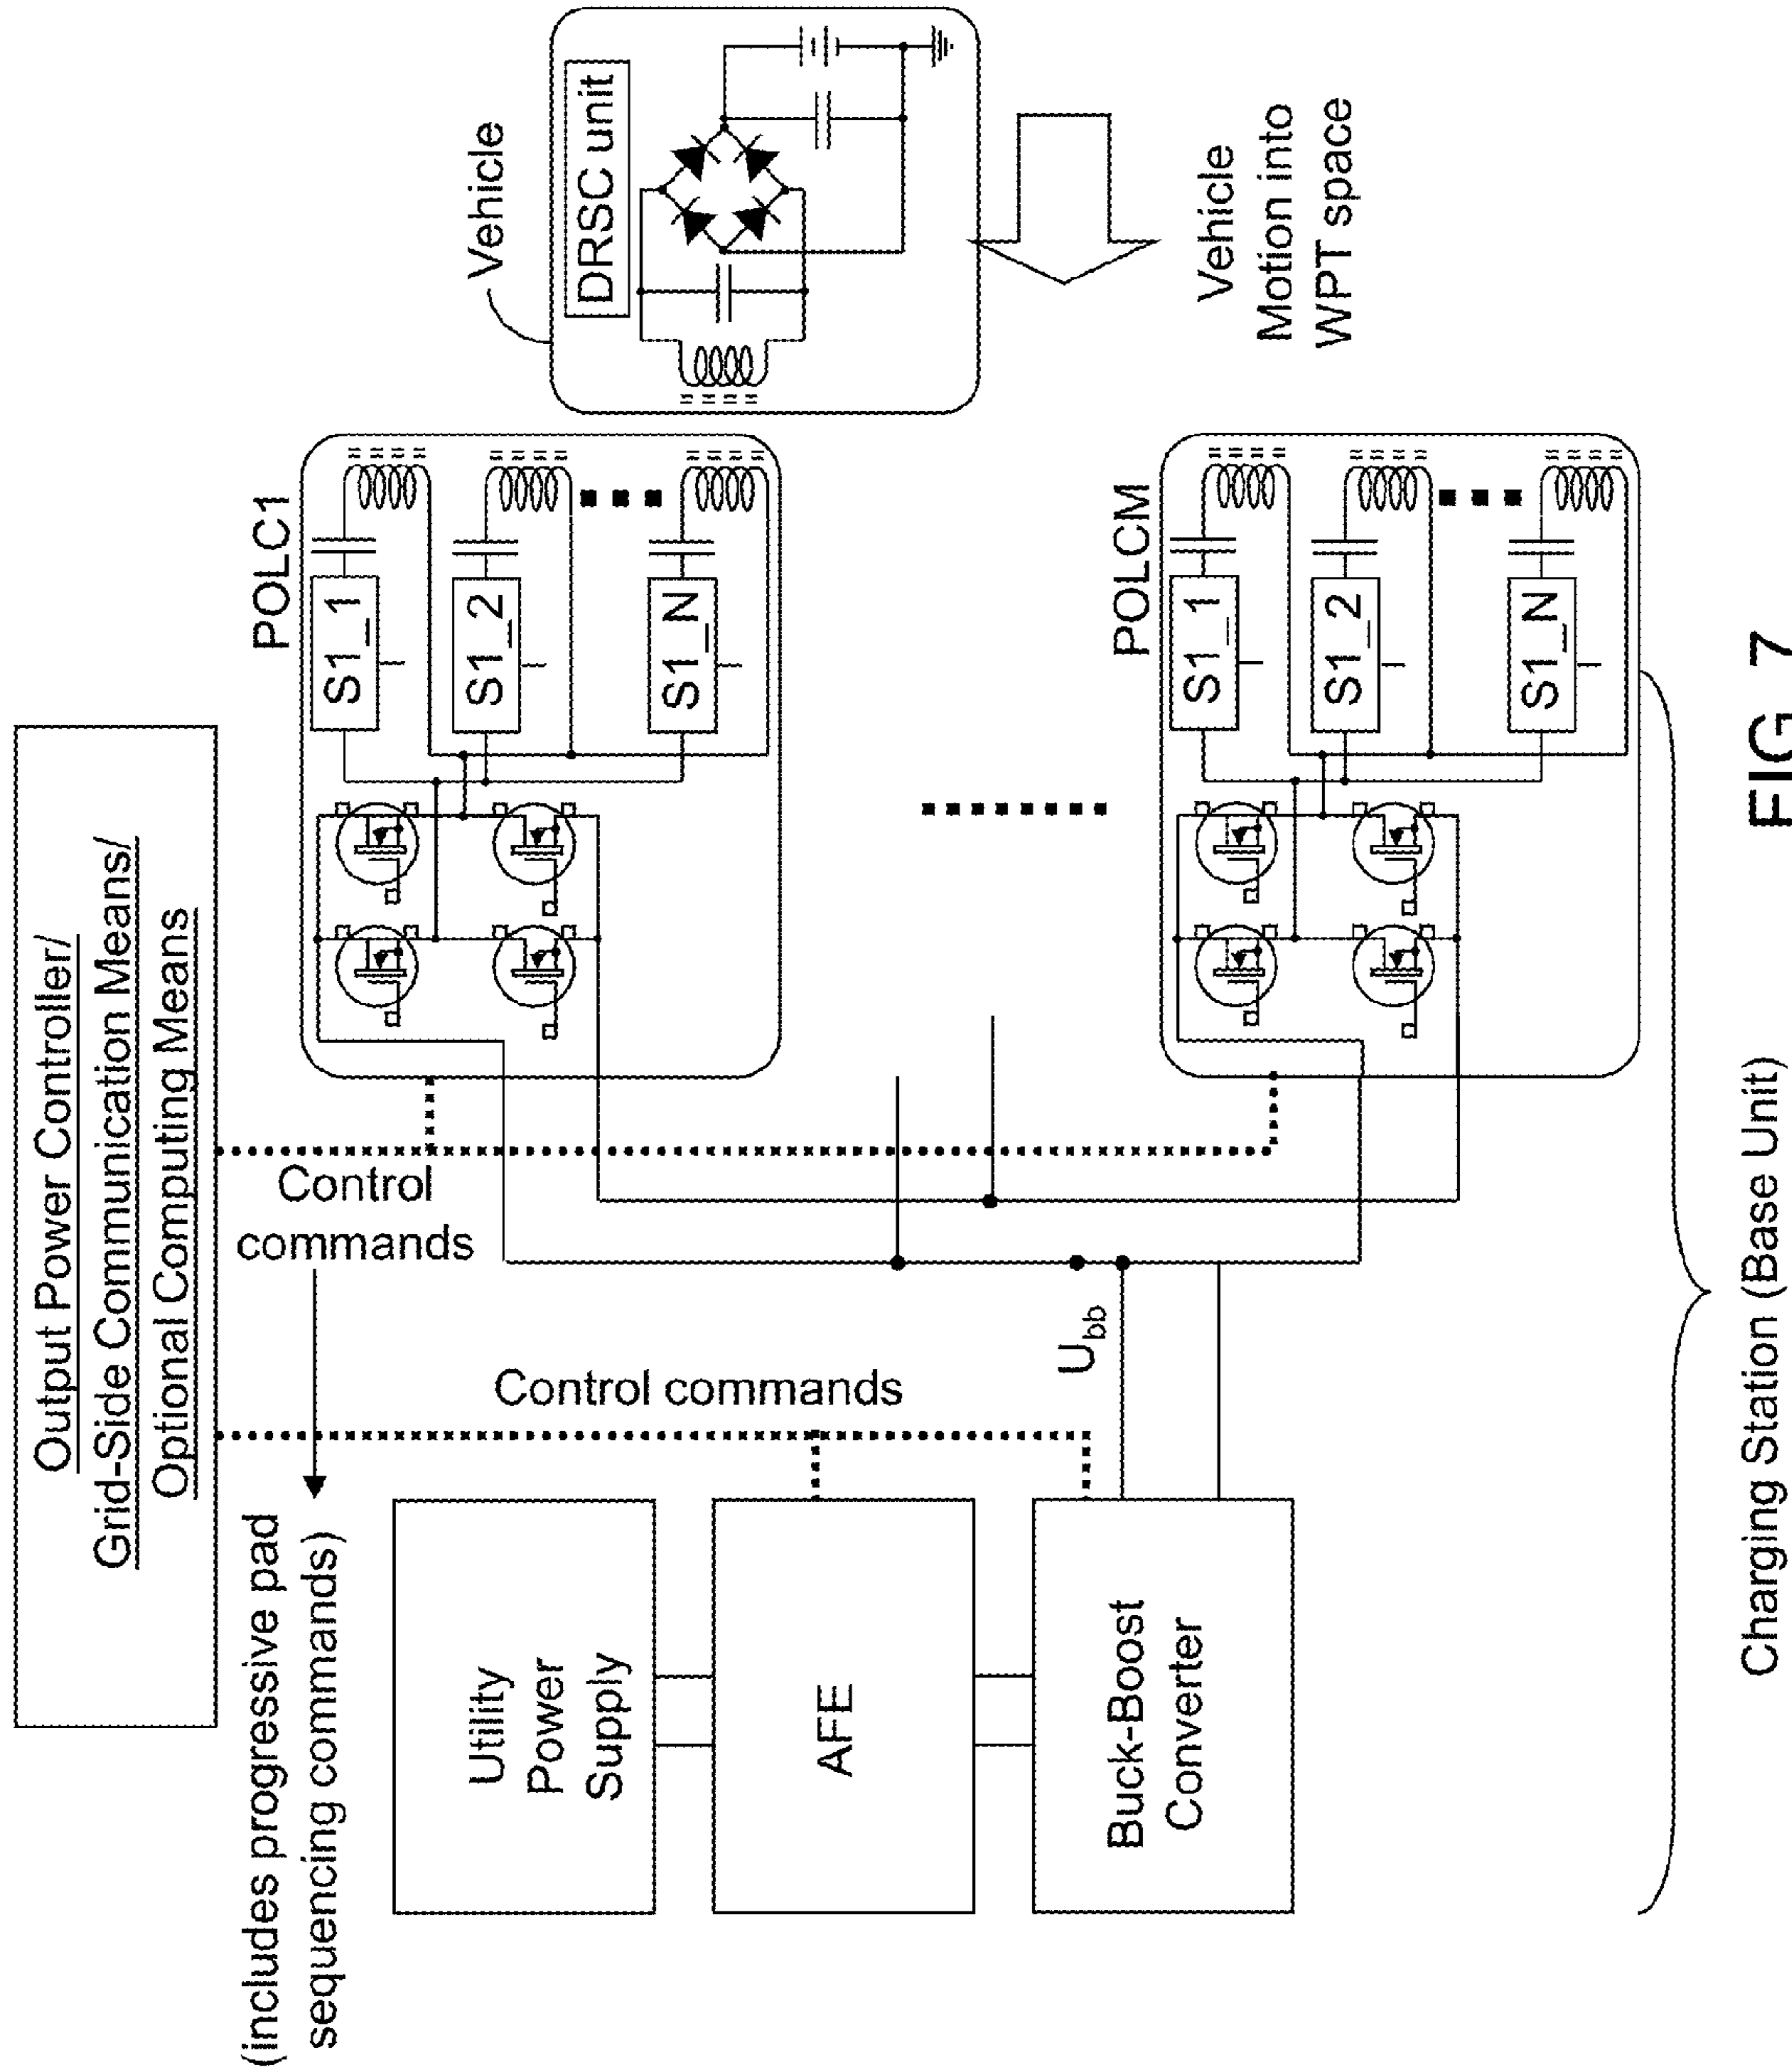 Output Power Controller/
Grid-Side Communication Means/
Optional Computing Means
(includes progressive pad
sequencing commands)
Control
commands
Control commands
Utility
Power
Supply
AFE
Buck-Boost
Converter
Ubb
POLC1
S1_1
S1_2
S1_N
POLCM
S1_1
S1_2
S1_N
Vehicle
DRSC unit
Vehicle
Motion into
WPT space
Charging Station (Base Unit)
FIG 7